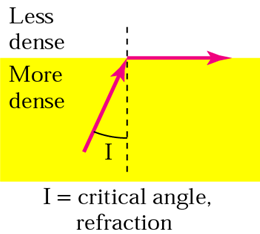 Less
dense
More
dense
I
I = critical angle,
refraction